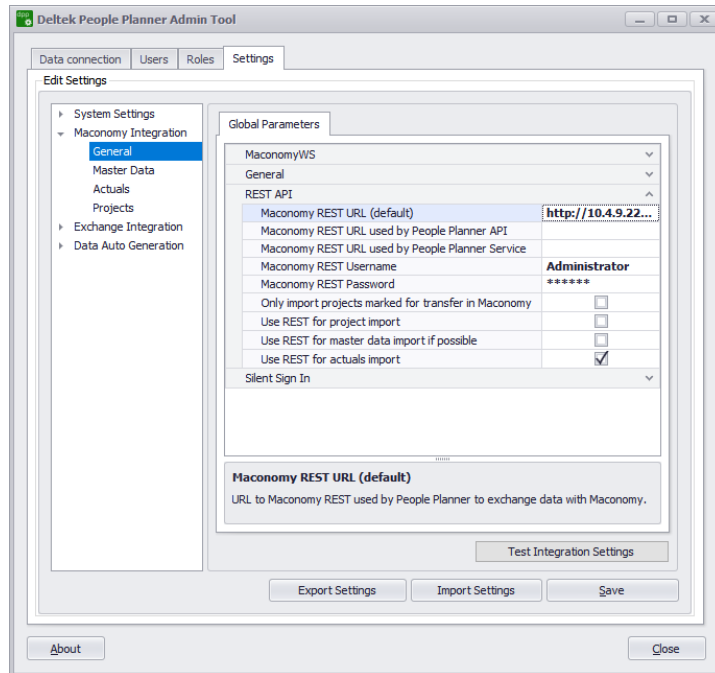 Deltek People Planner Admin Tool
Data connection Users Roles Settings
Edit Settings
System Settings
Maconomy Integration
General
Master Data
Actuals
Projects
Exchange Integration
Data Auto Generation
Global Parameters
MaconomyWS
General
REST API
Maconomy REST URL (default) http://10.4.9.22...
Maconomy REST URL used by People Planner API
Maconomy REST URL used by People Planner Service
Maconomy REST Username Administrator
Maconomy REST Password ******
Only import projects marked for transfer in Maconomy
Use REST for project import
Use REST for master data import if possible
Use REST for actuals import
Silent Sign In
Maconomy REST URL (default)
URL to Maconomy REST used by People Planner to exchange data with Maconomy.
Test Integration Settings
Export Settings Import Settings Save
About Close